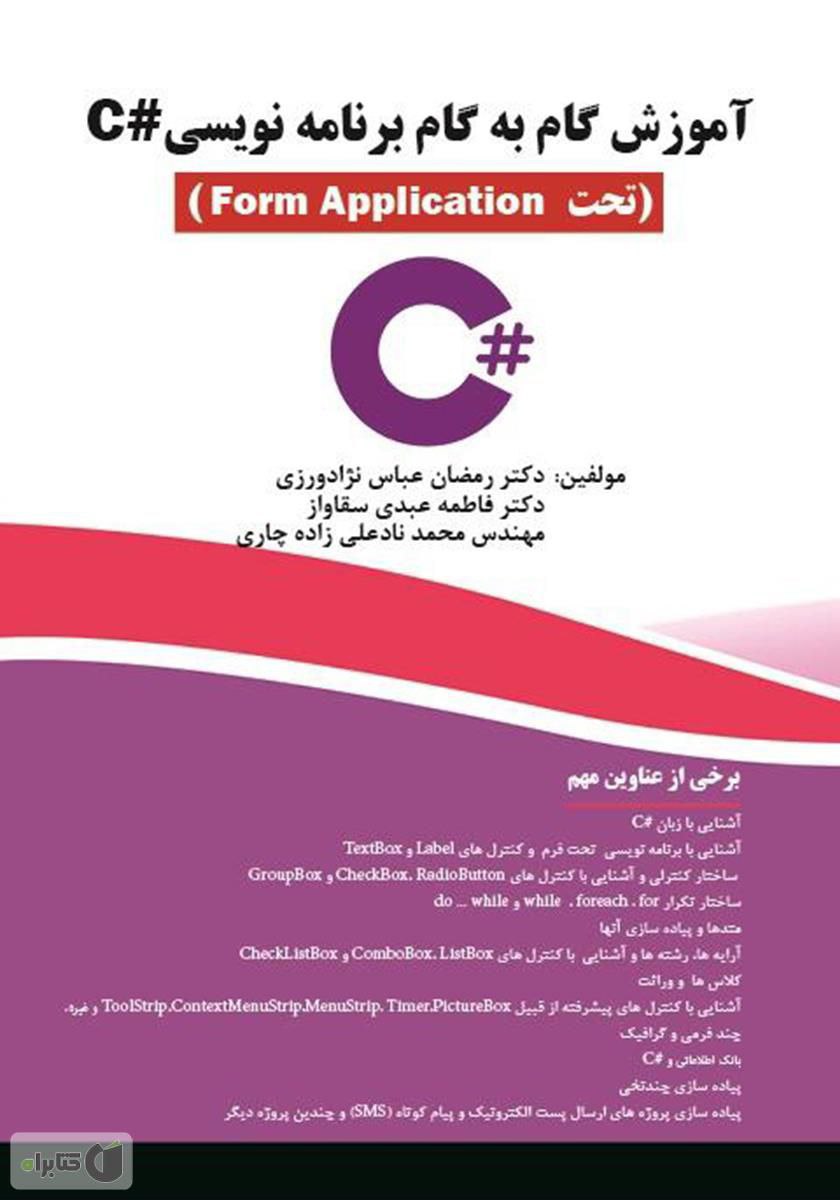 آموزش گام به گام برنامه نویسی C#
(تحت Form Application)
C#
مولفین: دکتر رمضان عباس نژادورزی
دکتر فاطمه عبدی سقاواز
مهندس محمد نادعلی زاده چاری
برخی از عناوین مهم
آشنایی با زبان C#
آشنایی با برنامه نویسی تحت فرم و کنترل های Label و TextBox
ساختار کنترلی و آشنایی با کنترل های CheckBox، RadioButton و GroupBox
ساختار تکرار for، foreach، while و do ... while
متدها و پیاده سازی آنها
آرایه ها، رشته ها و آشنایی با کنترل های ComboBox، ListBox و CheckListBox
کلاس ها و وراثت
آشنایی با کنترل های پیشرفته از قبیل ToolStrip،ContextMenuStrip،MenuStrip، Timer،PictureBox و غیره.
چند فرمی و گرافیک
بانک اطلاعاتی و C#
پیاده سازی چندنخی
پیاده سازی پروژه های ارسال پست الکترونیک و پیام کوتاه (SMS) و چندین پروژه دیگر
کتابراه